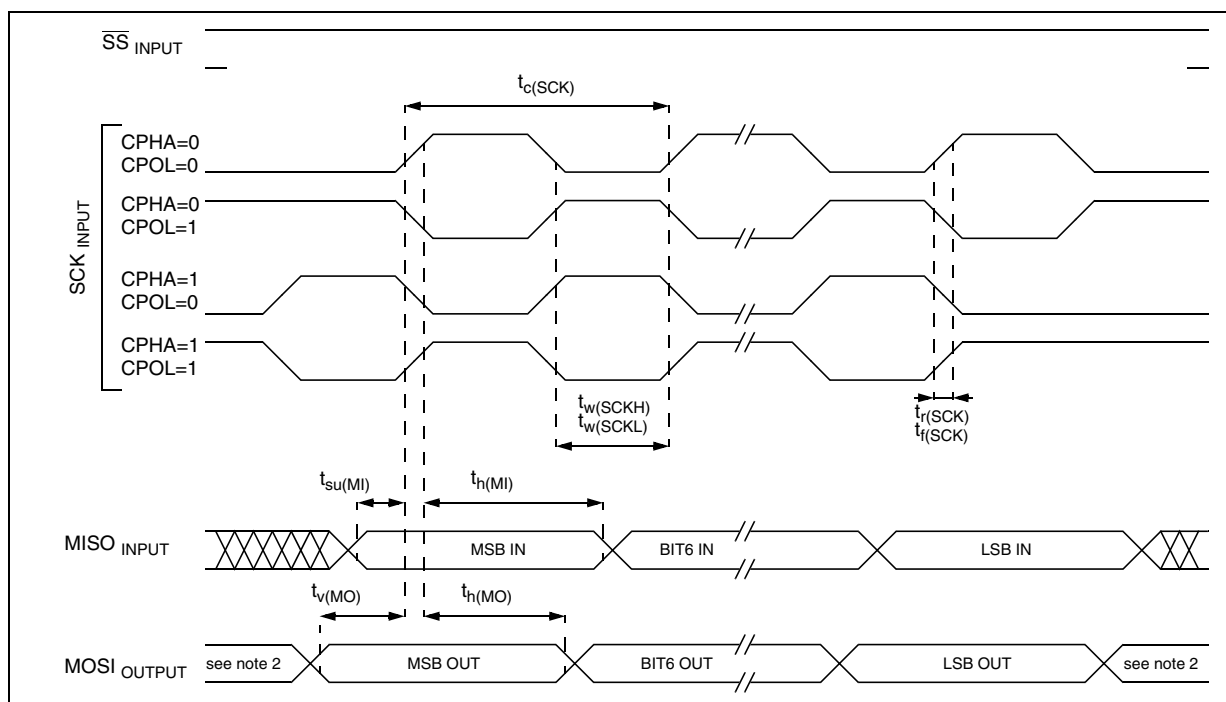 SS INPUT
tc(SCK)
SCK INPUT
CPHA=0
CPOL=0
CPHA=0
CPOL=1
CPHA=1
CPOL=0
CPHA=1
CPOL=1
tw(SCKH)
tw(SCKL)
tr(SCK)
tf(SCK)
tsu(MI)
th(MI)
MISO INPUT
MSB IN
BIT6 IN
LSB IN
tv(MO)
th(MO)
MOSI OUTPUT
see note 2
MSB OUT
BIT6 OUT
LSB OUT
see note 2